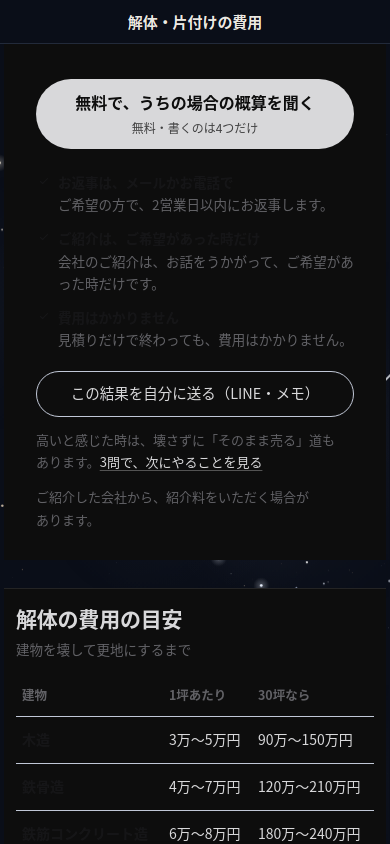 解体・片付けの費用
無料で、うちの場合の概算を聞く
無料・書くのは4つだけ
✓ お返事は、メールかお電話で
ご希望の方で、2営業日以内にお返事します。
✓ ご紹介は、ご希望があった時だけ
会社のご紹介は、お話をうかがって、ご希望があ
った時だけです。
✓ 費用はかかりません
見積りだけで終わっても、費用はかかりません。
この結果を自分に送る（LINE・メモ）
高いと感じた時は、壊さずに「そのまま売る」道も
あります。3問で、次にやることを見る
ご紹介した会社から、紹介料をいただく場合が
あります。
解体の費用の目安
建物を壊して更地にするまで
建物 1坪あたり 30坪なら
木造 3万〜5万円 90万〜150万円
鉄骨造 4万〜7万円 120万〜210万円
鉄筋コンクリート造 6万〜8万円 180万〜240万円